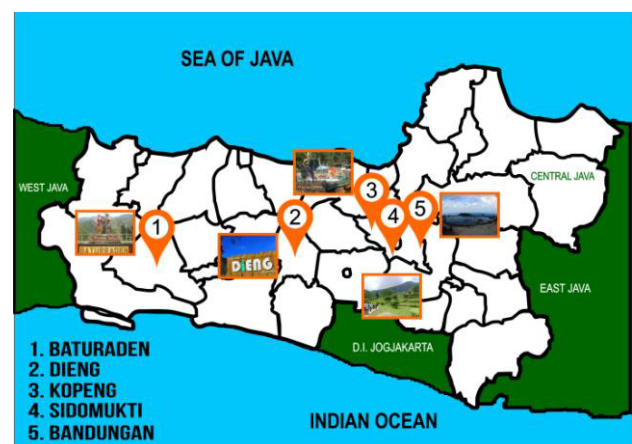 SEA OF JAVA
WEST JAVA
CENTRAL JAVA
3
1
2
4
5
BATURRADEN
DiENG
EAST JAVA
D.I. JOGJAKARTA
1. BATURADEN
2. DIENG
3. KOPENG
4. SIDOMUKTI
5. BANDUNGAN
INDIAN OCEAN